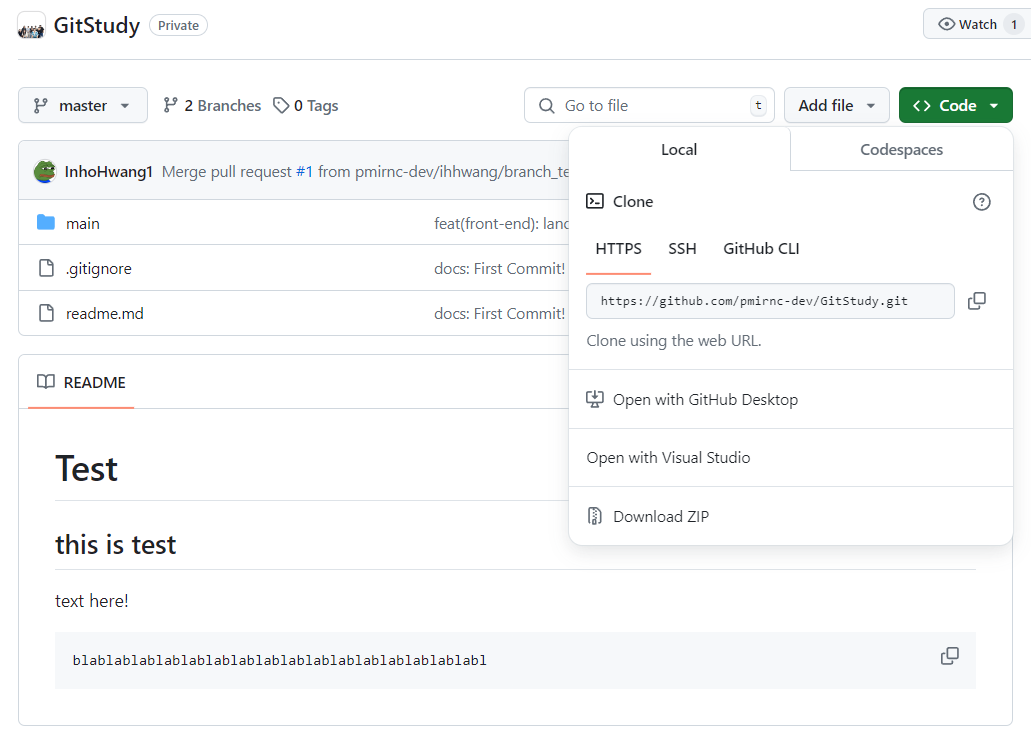 GitStudy Private Watch 1
master 2 Branches 0 Tags Go to file t Add file Code
Local Codespaces
InhoHwang1 Merge pull request #1 from pmirnc-dev/ihhwang/branch_te
Clone
main feat(front-end): land
HTTPS SSH GitHub CLI
.gitignore docs: First Commit!
https://github.com/pmirnc-dev/GitStudy.git
readme.md docs: First Commit!
Clone using the web URL.
README
Open with GitHub Desktop
Open with Visual Studio
Download ZIP
Test
this is test
text here!
blablablablablablablablablablablablablablablablabl